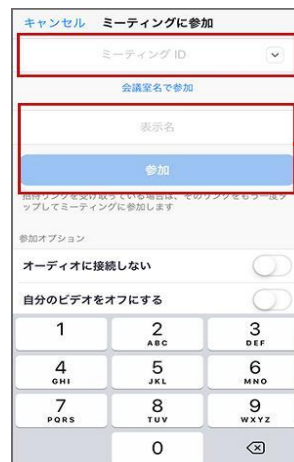 キャンセル ミーティングに参加
ミーティング ID
会議室名で参加
表示名
参加
招待リンクを受け取っている場合は、そのリンクをもう一度タ
ップしてミーティングに参加します
参加オプション
オーディオに接続しない
自分のビデオをオフにする
1 2 3
ABC DEF
4 5 6
GHI JKL MNO
7 8 9
PQRS TUV WXYZ
0